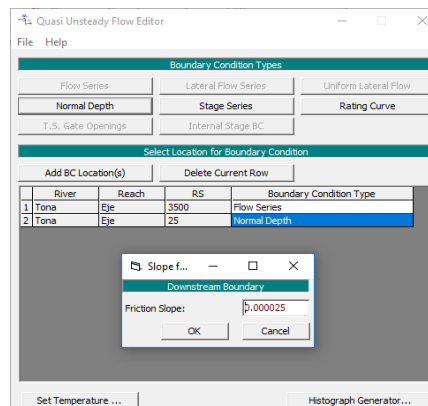 Quasi Unsteady Flow Editor
File Help
Boundary Condition Types
Flow Series Lateral Flow Series Uniform Lateral Flow
Normal Depth Stage Series Rating Curve
T.S. Gate Openings Internal Stage BC
Select Location for Boundary Condition
Add BC Location(s) Delete Current Row
River Reach RS Boundary Condition Type
1 Tona Eje 3500 Flow Series
2 Tona Eje 25 Normal Depth
Slope f...
Downstream Boundary
Friction Slope: 0.000025
OK Cancel
Set Temperature ... Histograph Generator...